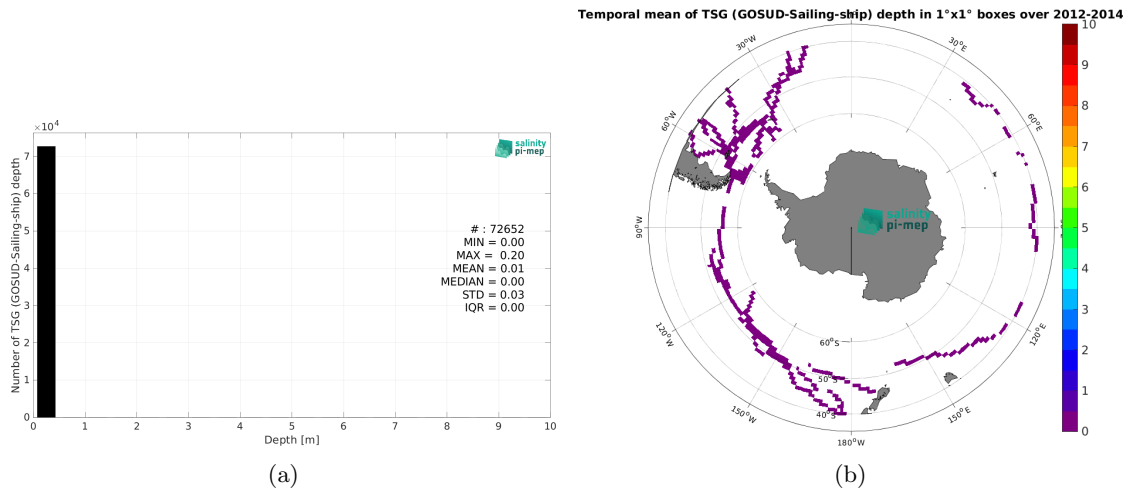 Temporal mean of TSG (GOSUD-Sailing-ship) depth in 1°x1° boxes over 2012-2014
×10⁴
Number of TSG (GOSUD-Sailing-ship) depth
7
6
5
4
3
2
1
0
salinity
pi-mep
# : 72652
MIN = 0.00
MAX = 0.20
MEAN = 0.01
MEDIAN = 0.00
STD = 0.03
IQR = 0.00
0 1 2 3 4 5 6 7 8 9 10
Depth [m]
(a)
30°W
30°E
60°W
60°E
90°W
120°W
120°E
150°W
150°E
180°W
60°S
50°S
40°S
salinity
pi-mep
10
9
8
7
6
5
4
3
2
1
0
(b)